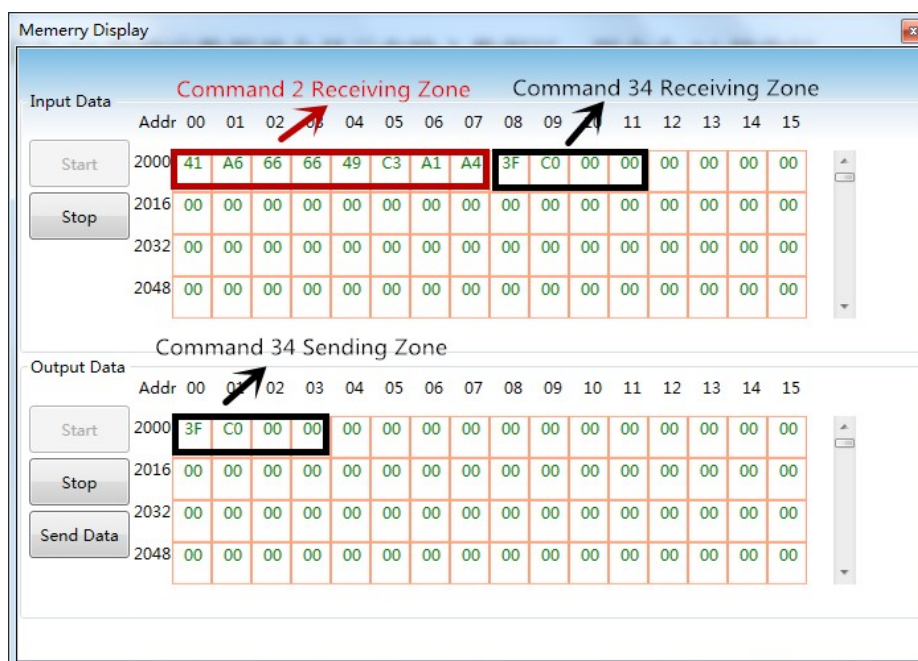 Memerry Display
Command 2 Receiving Zone
Command 34 Receiving Zone
Input Data
Addr 00 01 02 03 04 05 06 07 08 09 10 11 12 13 14 15
Start
2000 41 A6 66 66 49 C3 A1 A4 3F C0 00 00 00 00 00 00
Stop
2016 00 00 00 00 00 00 00 00 00 00 00 00 00 00 00 00
2032 00 00 00 00 00 00 00 00 00 00 00 00 00 00 00 00
2048 00 00 00 00 00 00 00 00 00 00 00 00 00 00 00 00
Command 34 Sending Zone
Output Data
Addr 00 01 02 03 04 05 06 07 08 09 10 11 12 13 14 15
Start
2000 3F C0 00 00 00 00 00 00 00 00 00 00 00 00 00 00
Stop
2016 00 00 00 00 00 00 00 00 00 00 00 00 00 00 00 00
2032 00 00 00 00 00 00 00 00 00 00 00 00 00 00 00 00
Send Data
2048 00 00 00 00 00 00 00 00 00 00 00 00 00 00 00 00